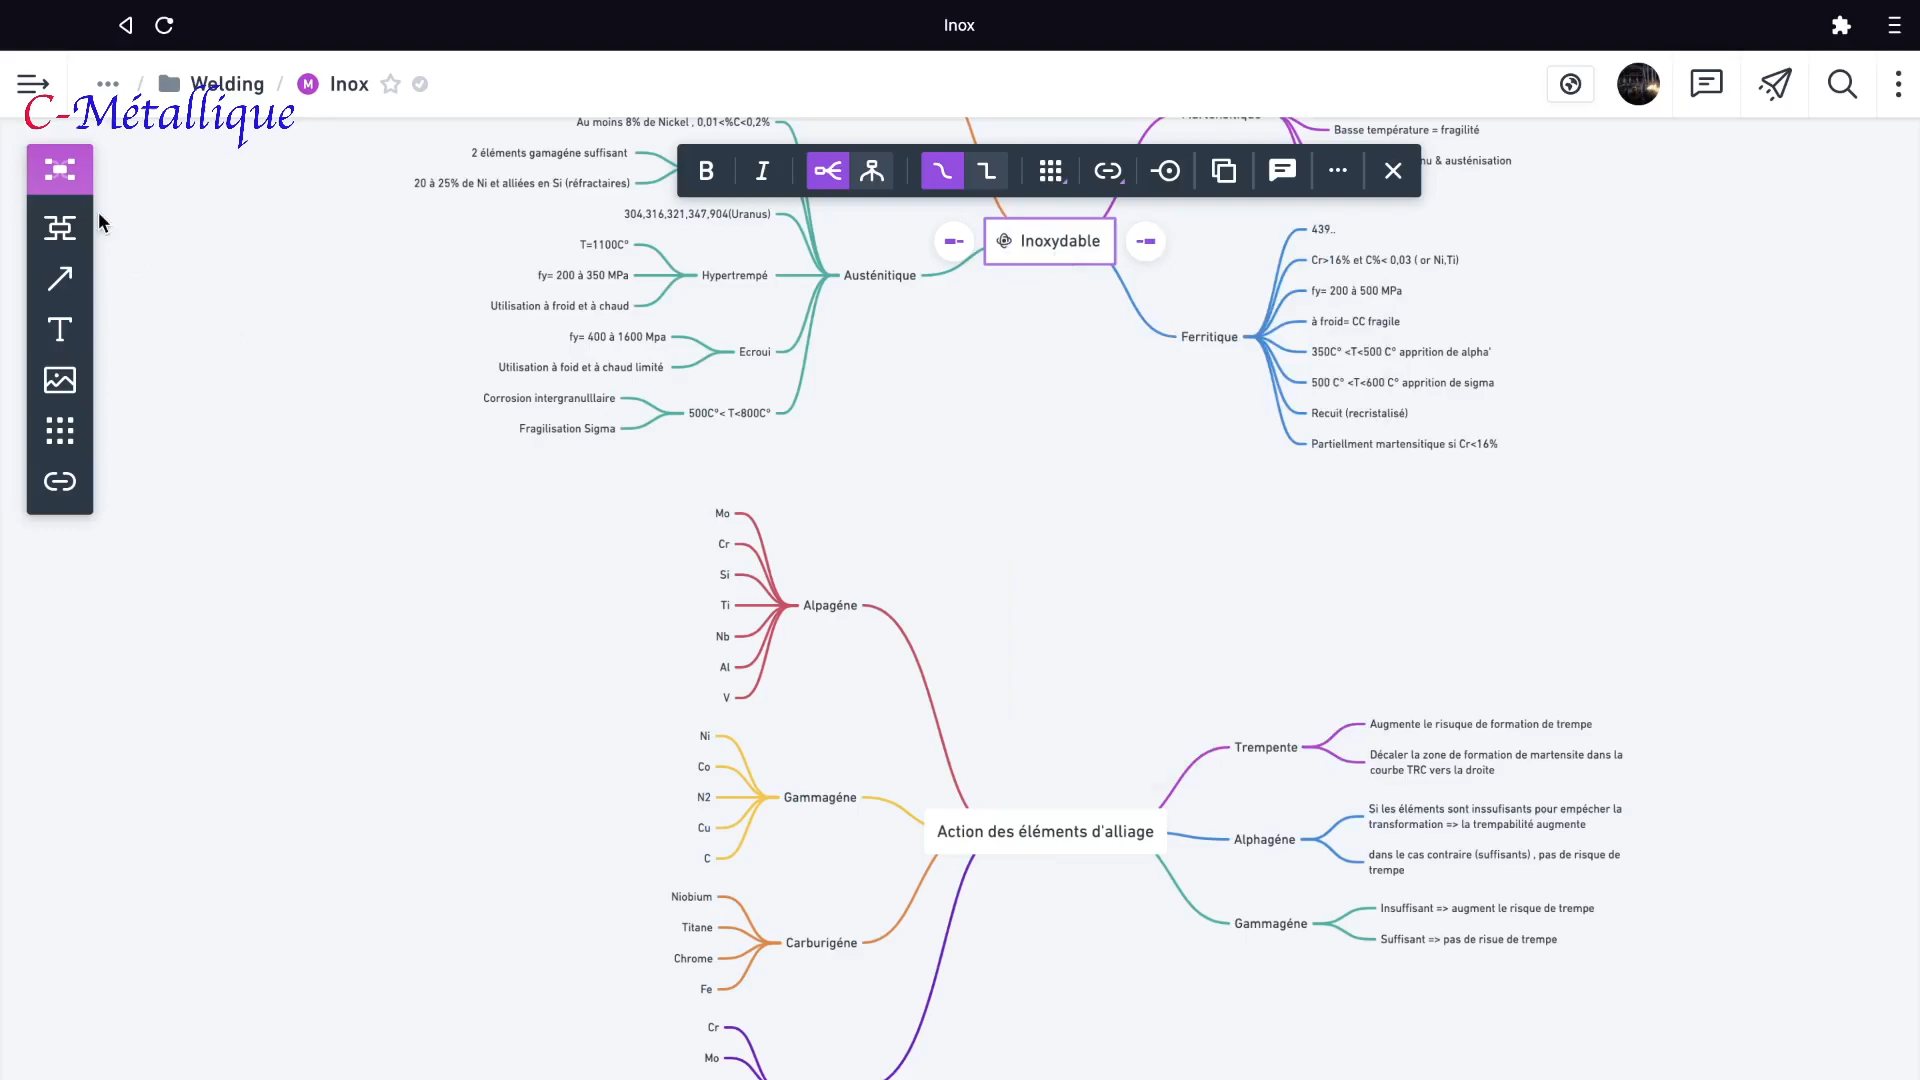 Inox
Welding / M Inox
C-Métallique
Au moins 8% de Nickel , 0,01<%C<0,2%
2 éléments gamagéne suffisant
20 à 25% de Ni et alliées en Si (réfractaires)
304,316,321,347,904(Uranus)
T=1100C°
fy= 200 à 350 MPa
Utilisation à froid et à chaud
Hypertrempé
fy= 400 à 1600 Mpa
Utilisation à foid et à chaud limité
Ecroui
Corrosion intergranulllaire
Fragilisation Sigma
500C°< T<800C°
Austénitique
B I
Inoxydable
Basse température = fragilité
nu & austénisation
Ferritique
439..
Cr>16% et C%< 0,03 ( or Ni,Ti)
fy= 200 à 500 MPa
à froid= CC fragile
350C° <T<500 C° apprition de alpha'
500 C° <T<600 C° apprition de sigma
Recuit (recristalisé)
Partiellment martensitique si Cr<16%
Mo
Cr
Si
Ti
Nb
Al
V
Alpagéne
Ni
Co
N2
Cu
C
Gammagéne
Niobium
Titane
Chrome
Fe
Carburigéne
Cr
Mo
Action des éléments d'alliage
Trempente
Augmente le risuque de formation de trempe
Décaler la zone de formation de martensite dans la
courbe TRC vers la droite
Alphagéne
Si les éléments sont inssufisants pour empécher la
transformation => la trempabilité augmente
dans le cas contraire (suffisants) , pas de risque de
trempe
Gammagéne
Insuffisant => augment le risque de trempe
Suffisant => pas de risue de trempe